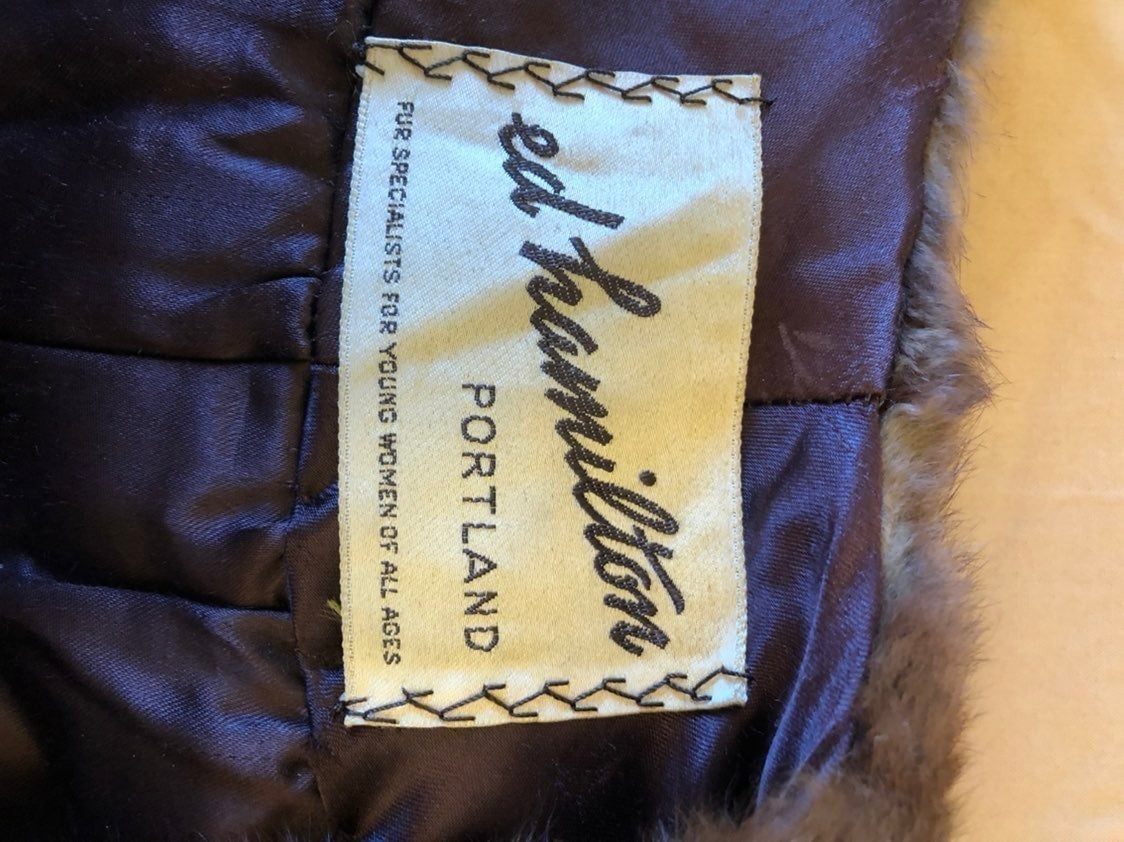 ed hamilton
PORTLAND
FUR SPECIALISTS FOR YOUNG WOMEN OF ALL AGES